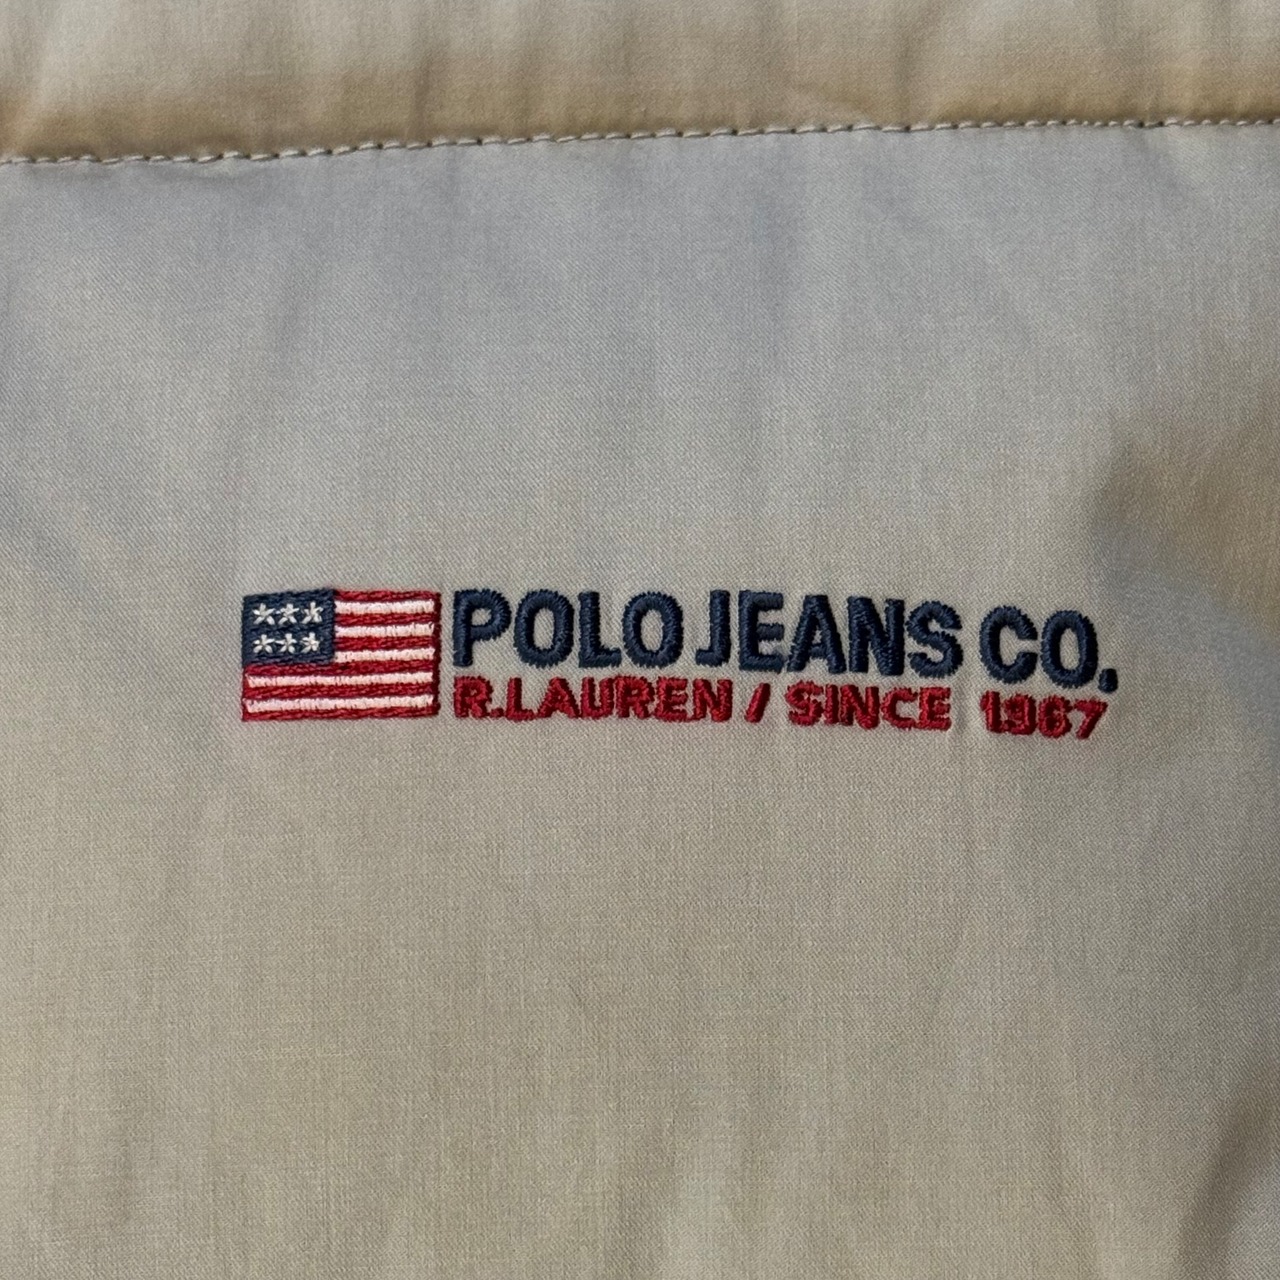 POLO JEANS CO.
R.LAUREN / SINCE 1967